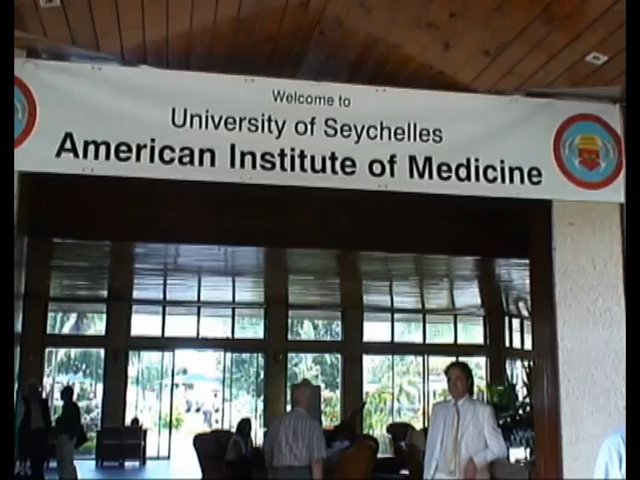 Welcome to
University of Seychelles
American Institute of Medicine